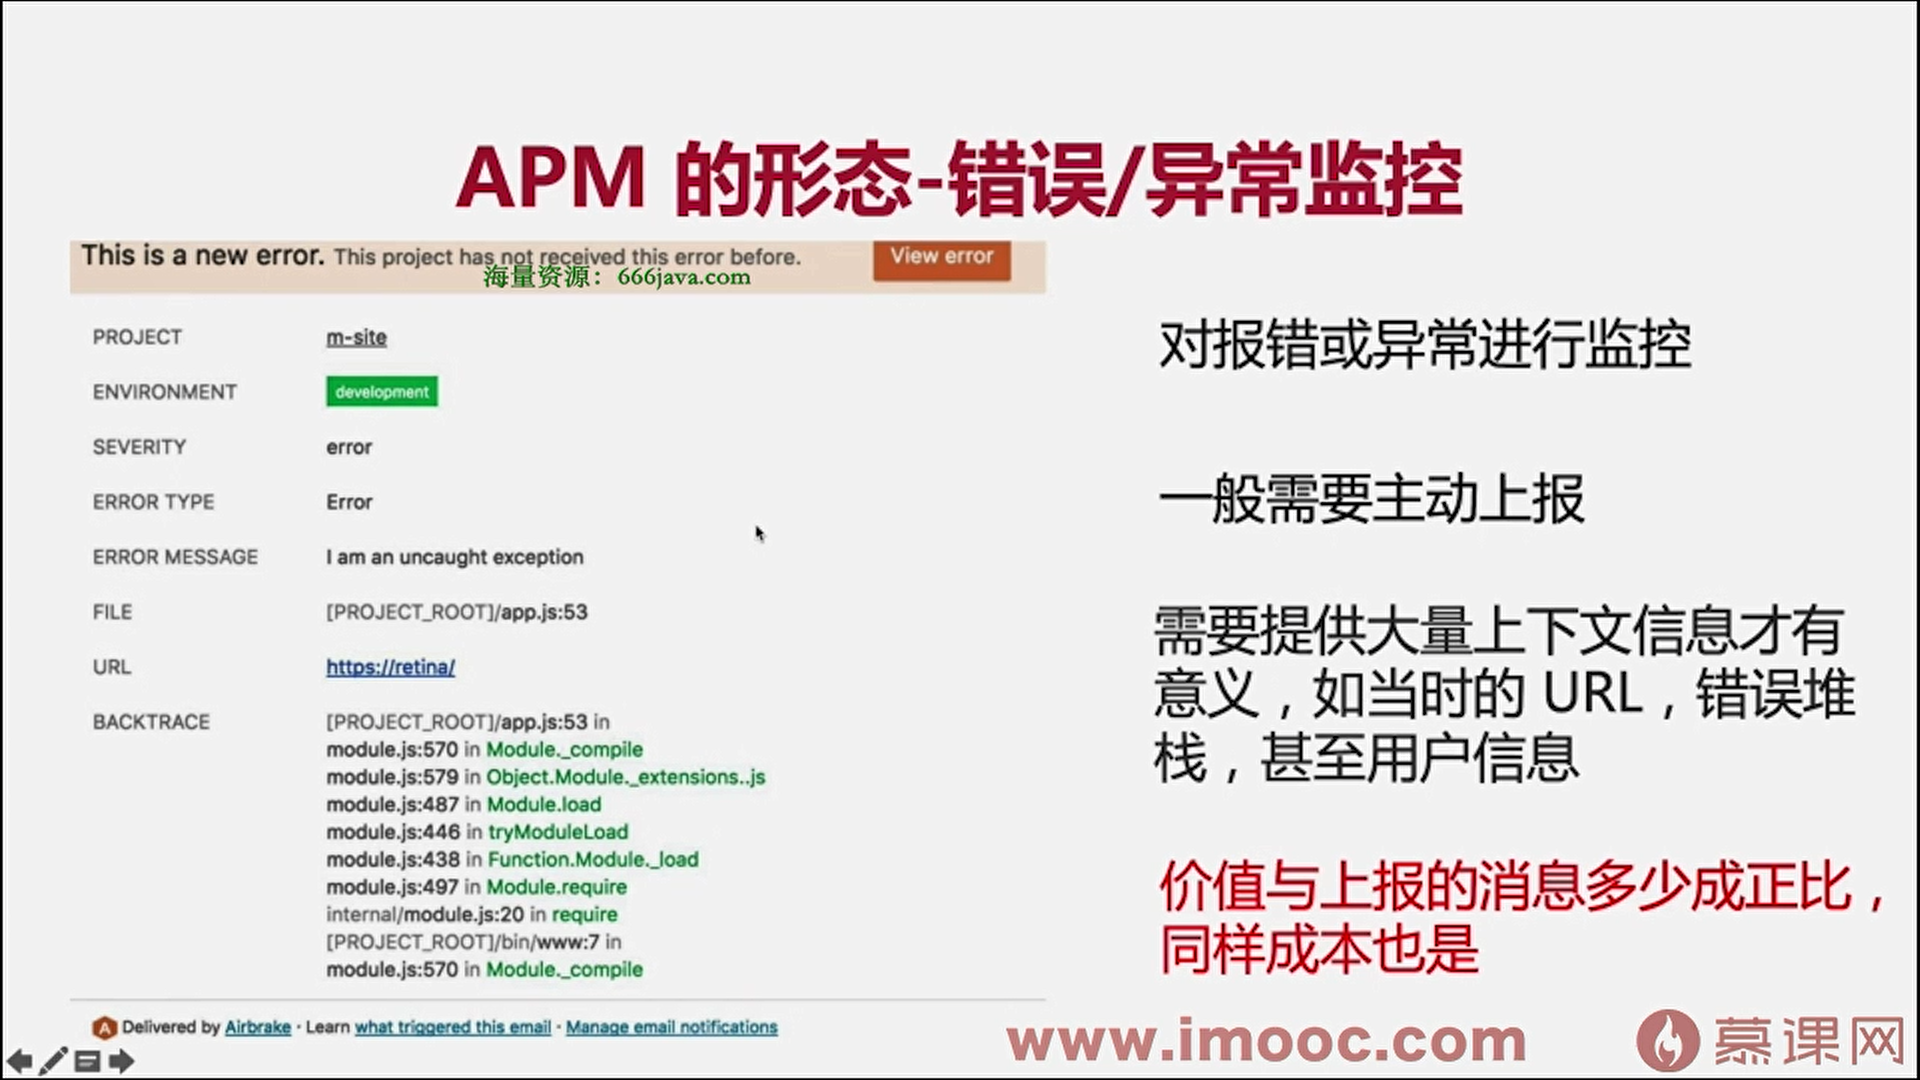 APM 的形态-错误/异常监控
This is a new error. This project has not received this error before.
View error
海量资源：666java.com
PROJECT m-site
ENVIRONMENT development
SEVERITY error
ERROR TYPE Error
ERROR MESSAGE I am an uncaught exception
FILE [PROJECT_ROOT]/app.js:53
URL https://retina/
BACKTRACE [PROJECT_ROOT]/app.js:53 in
module.js:570 in Module._compile
module.js:579 in Object.Module._extensions..js
module.js:487 in Module.load
module.js:446 in tryModuleLoad
module.js:438 in Function.Module._load
module.js:497 in Module.require
internal/module.js:20 in require
[PROJECT_ROOT]/bin/www:7 in
module.js:570 in Module._compile
A Delivered by Airbrake · Learn what triggered this email · Manage email notifications
对报错或异常进行监控
一般需要主动上报
需要提供大量上下文信息才有
意义，如当时的 URL，错误堆
栈，甚至用户信息
价值与上报的消息多少成正比，
同样成本也是
www.imooc.com
慕课网